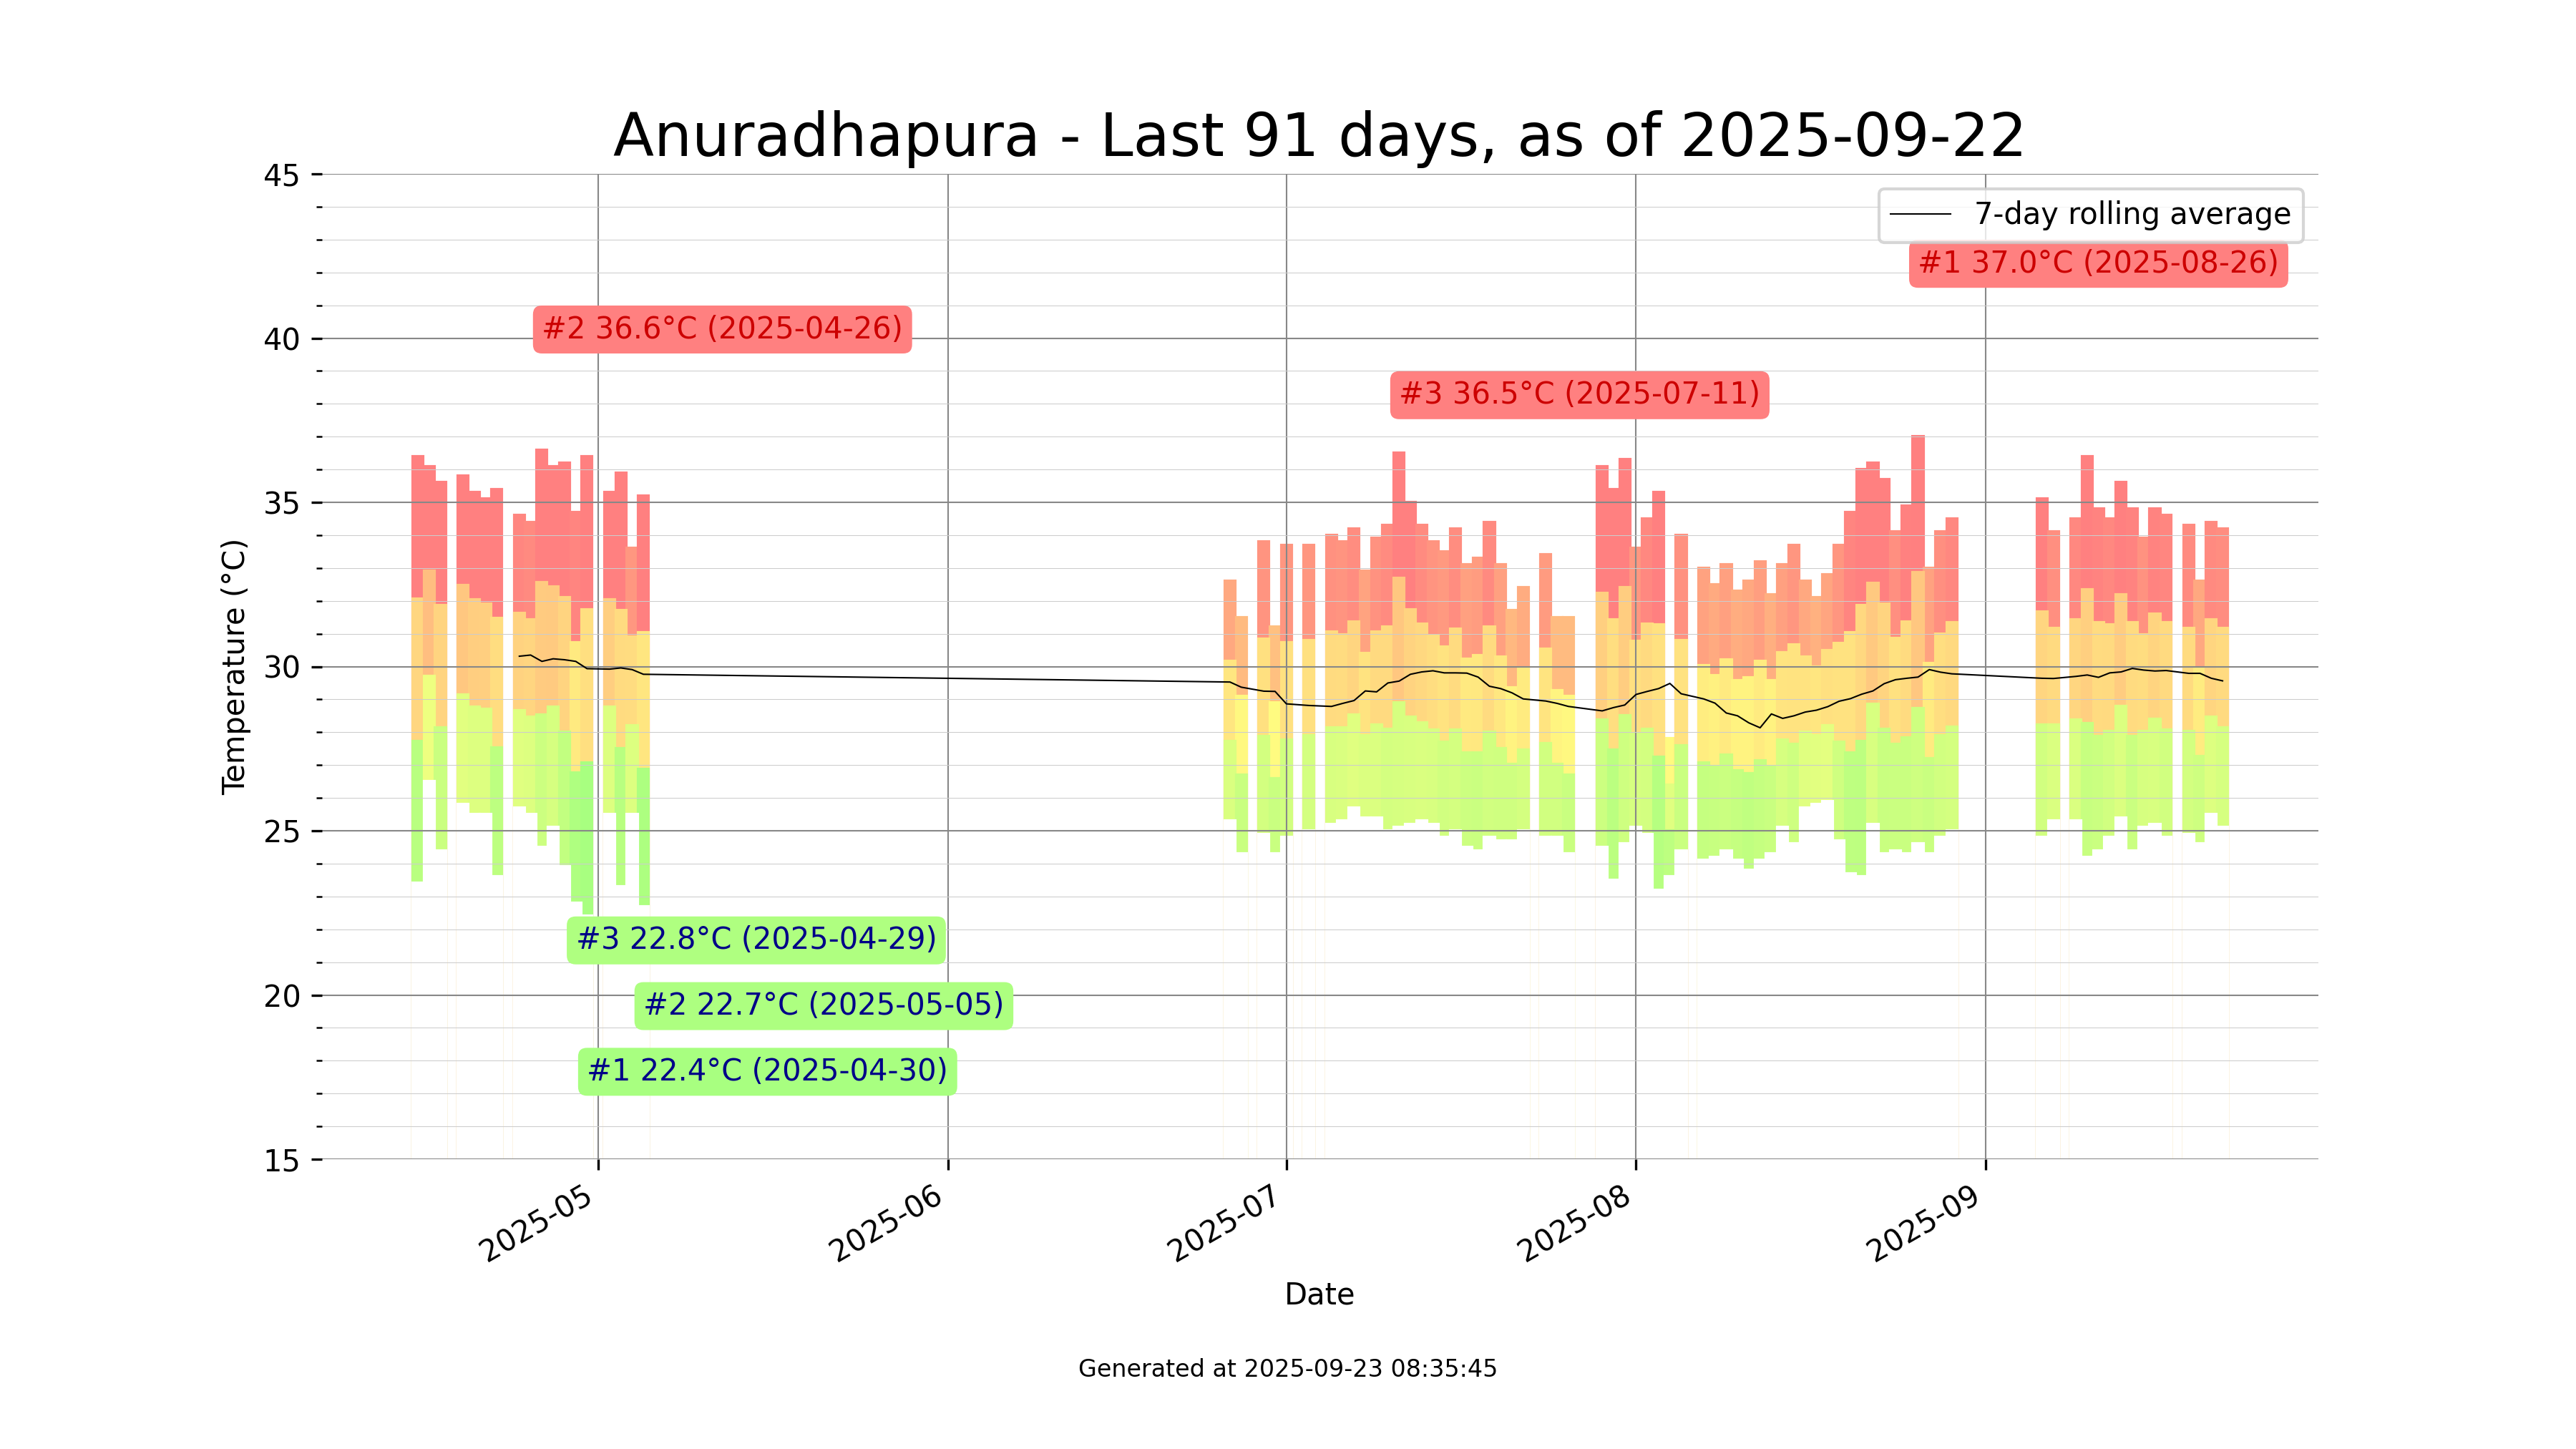 Anuradhapura - Last 91 days, as of 2025-09-22
45
7-day rolling average
#1 37.0°C (2025-08-26)
#2 36.6°C (2025-04-26)
40
#3 36.5°C (2025-07-11)
35
Temperature (°C)
30
25
#3 22.8°C (2025-04-29)
20
#2 22.7°C (2025-05-05)
#1 22.4°C (2025-04-30)
15
2025-05
2025-06
2025-07
2025-08
2025-09
Date
Generated at 2025-09-23 08:35:45